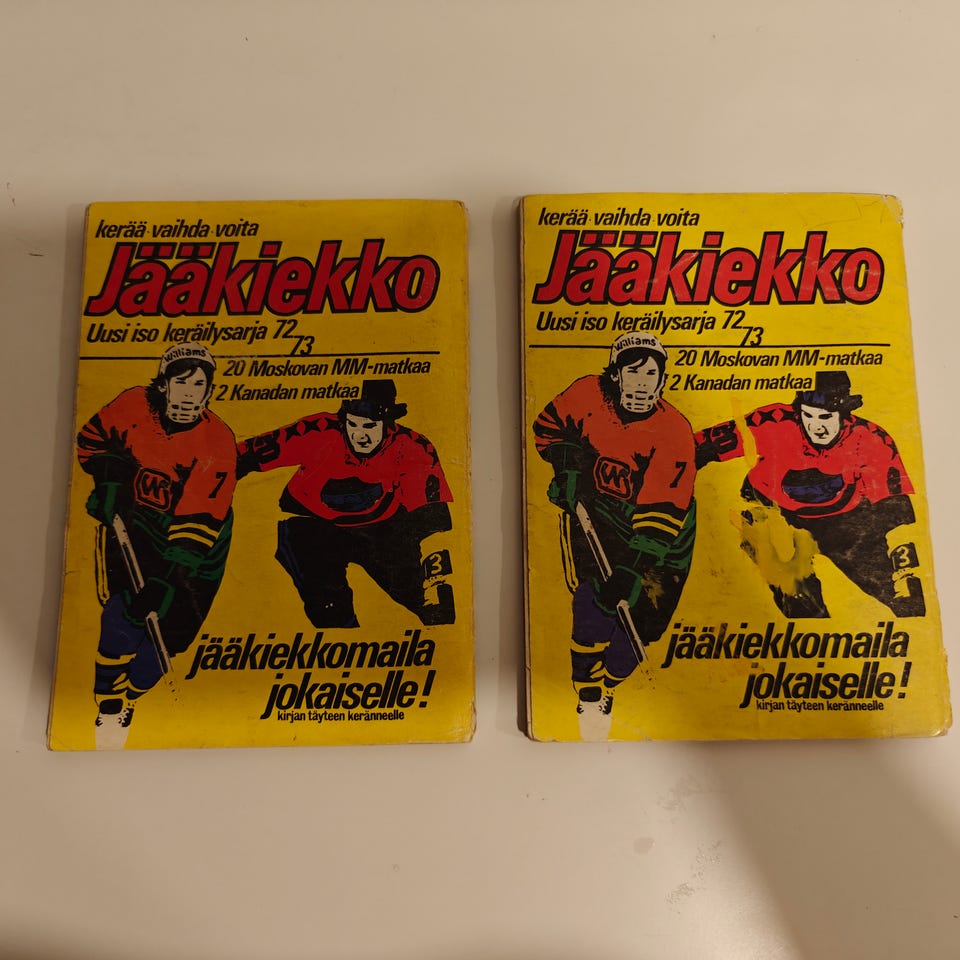 kerää·vaihda·voita
Jääkiekko
Uusi iso keräilysarja 72/73
williams
20 Moskovan MM-matkaa
2 Kanadan matkaa
7
3
jääkiekkomaila
jokaiselle!
kirjan täyteen keränneelle
kerää·vaihda·voita
Jääkiekko
Uusi iso keräilysarja 72/73
williams
20 Moskovan MM-matkaa
2 Kanadan matkaa
7
3
jääkiekkomaila
jokaiselle!
kirjan täyteen keränneelle